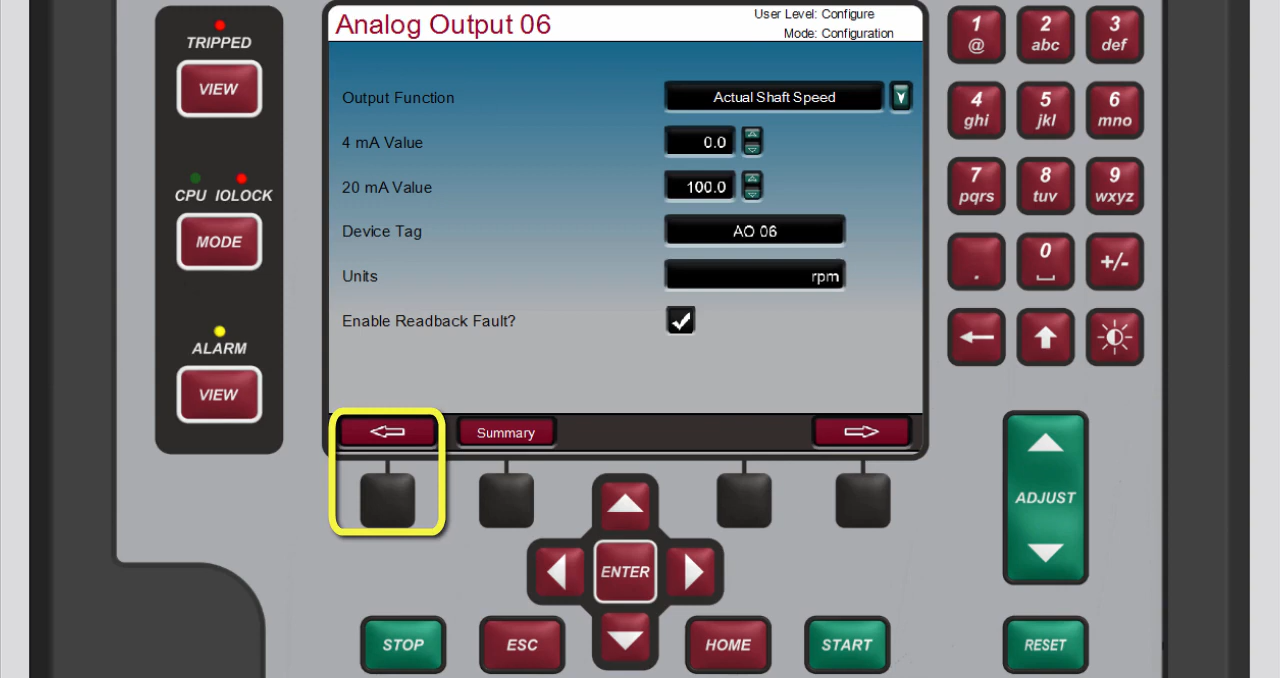 TRIPPED
VIEW
CPU IOLOCK
MODE
ALARM
VIEW
Analog Output 06
User Level: Configure
Mode: Configuration
Output Function
Actual Shaft Speed
4 mA Value
0.0
20 mA Value
100.0
Device Tag
AO 06
Units
rpm
Enable Readback Fault?
Summary
1
@
2
abc
3
def
4
ghi
5
jkl
6
mno
7
pqrs
8
tuv
9
wxyz
.
0
+/-
ADJUST
ENTER
STOP
ESC
HOME
START
RESET